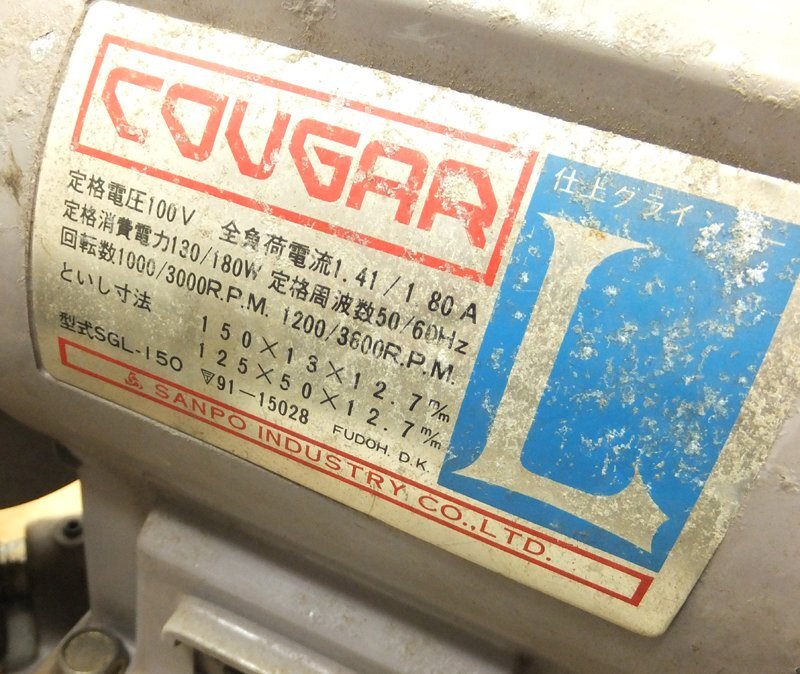 COUGAR
定格電圧100V 全負荷電流1.41/1.80A
定格消費電力130/180W 定格周波数50/60Hz
回転数1000/3000R.P.M. 1200/3600R.P.M.
といし寸法 150×13×12.7m/m
125×50×12.7m/m
型式SGL-150 ▽91-15028 FUDOH. D.K.
SANPO INDUSTRY CO.,LTD.
仕上グライ
L